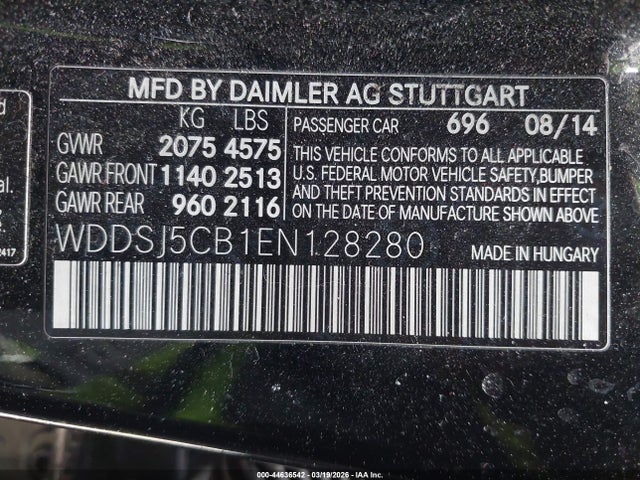 MFD BY DAIMLER AG STUTTGART
KG LBS
GVWR 2075 4575
GAWR FRONT 1140 2513
GAWR REAR 960 2116
PASSENGER CAR 696 08/14
THIS VEHICLE CONFORMS TO ALL APPLICABLE
U.S. FEDERAL MOTOR VEHICLE SAFETY,BUMPER
AND THEFT PREVENTION STANDARDS IN EFFECT
ON THE DATE OF MANUFACTURE SHOWN ABOVE
WDDSJ5CB1EN128280
MADE IN HUNGARY
al.
2417
000-44636542 - 03/19/2026 - IAA Inc.